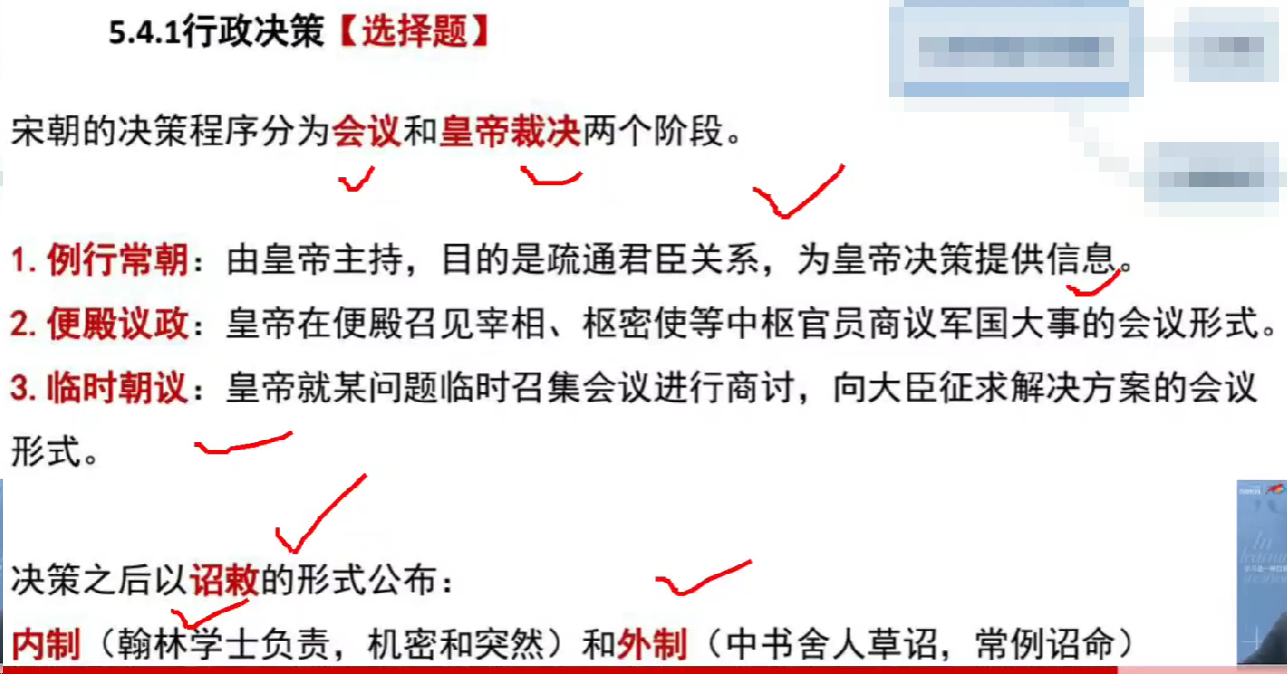 5.4.1行政决策【选择题】
宋朝的决策程序分为会议和皇帝裁决两个阶段。
1. 例行常朝：由皇帝主持，目的是疏通君臣关系，为皇帝决策提供信息。
2. 便殿议政：皇帝在便殿召见宰相、枢密使等中枢官员商议军国大事的会议形式。
3. 临时朝议：皇帝就某问题临时召集会议进行商讨，向大臣征求解决方案的会议
形式。
决策之后以诏敕的形式公布：
内制（翰林学士负责，机密和突然）和外制（中书舍人草诏，常例诏命）